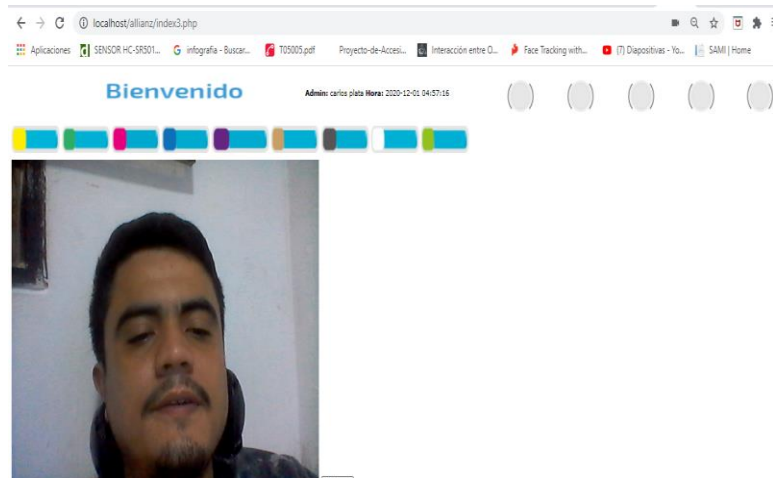 localhost/allianz/index3.php
Aplicaciones SENSOR HC-SR501... infografia - Buscar... T05005.pdf Proyecto-de-Accesi... Interacción entre O... Face Tracking with... (7) Diapositivas - Yo... SAMI | Home
Bienvenido Admin: carlos plata Hora: 2020-12-01 04:57:16